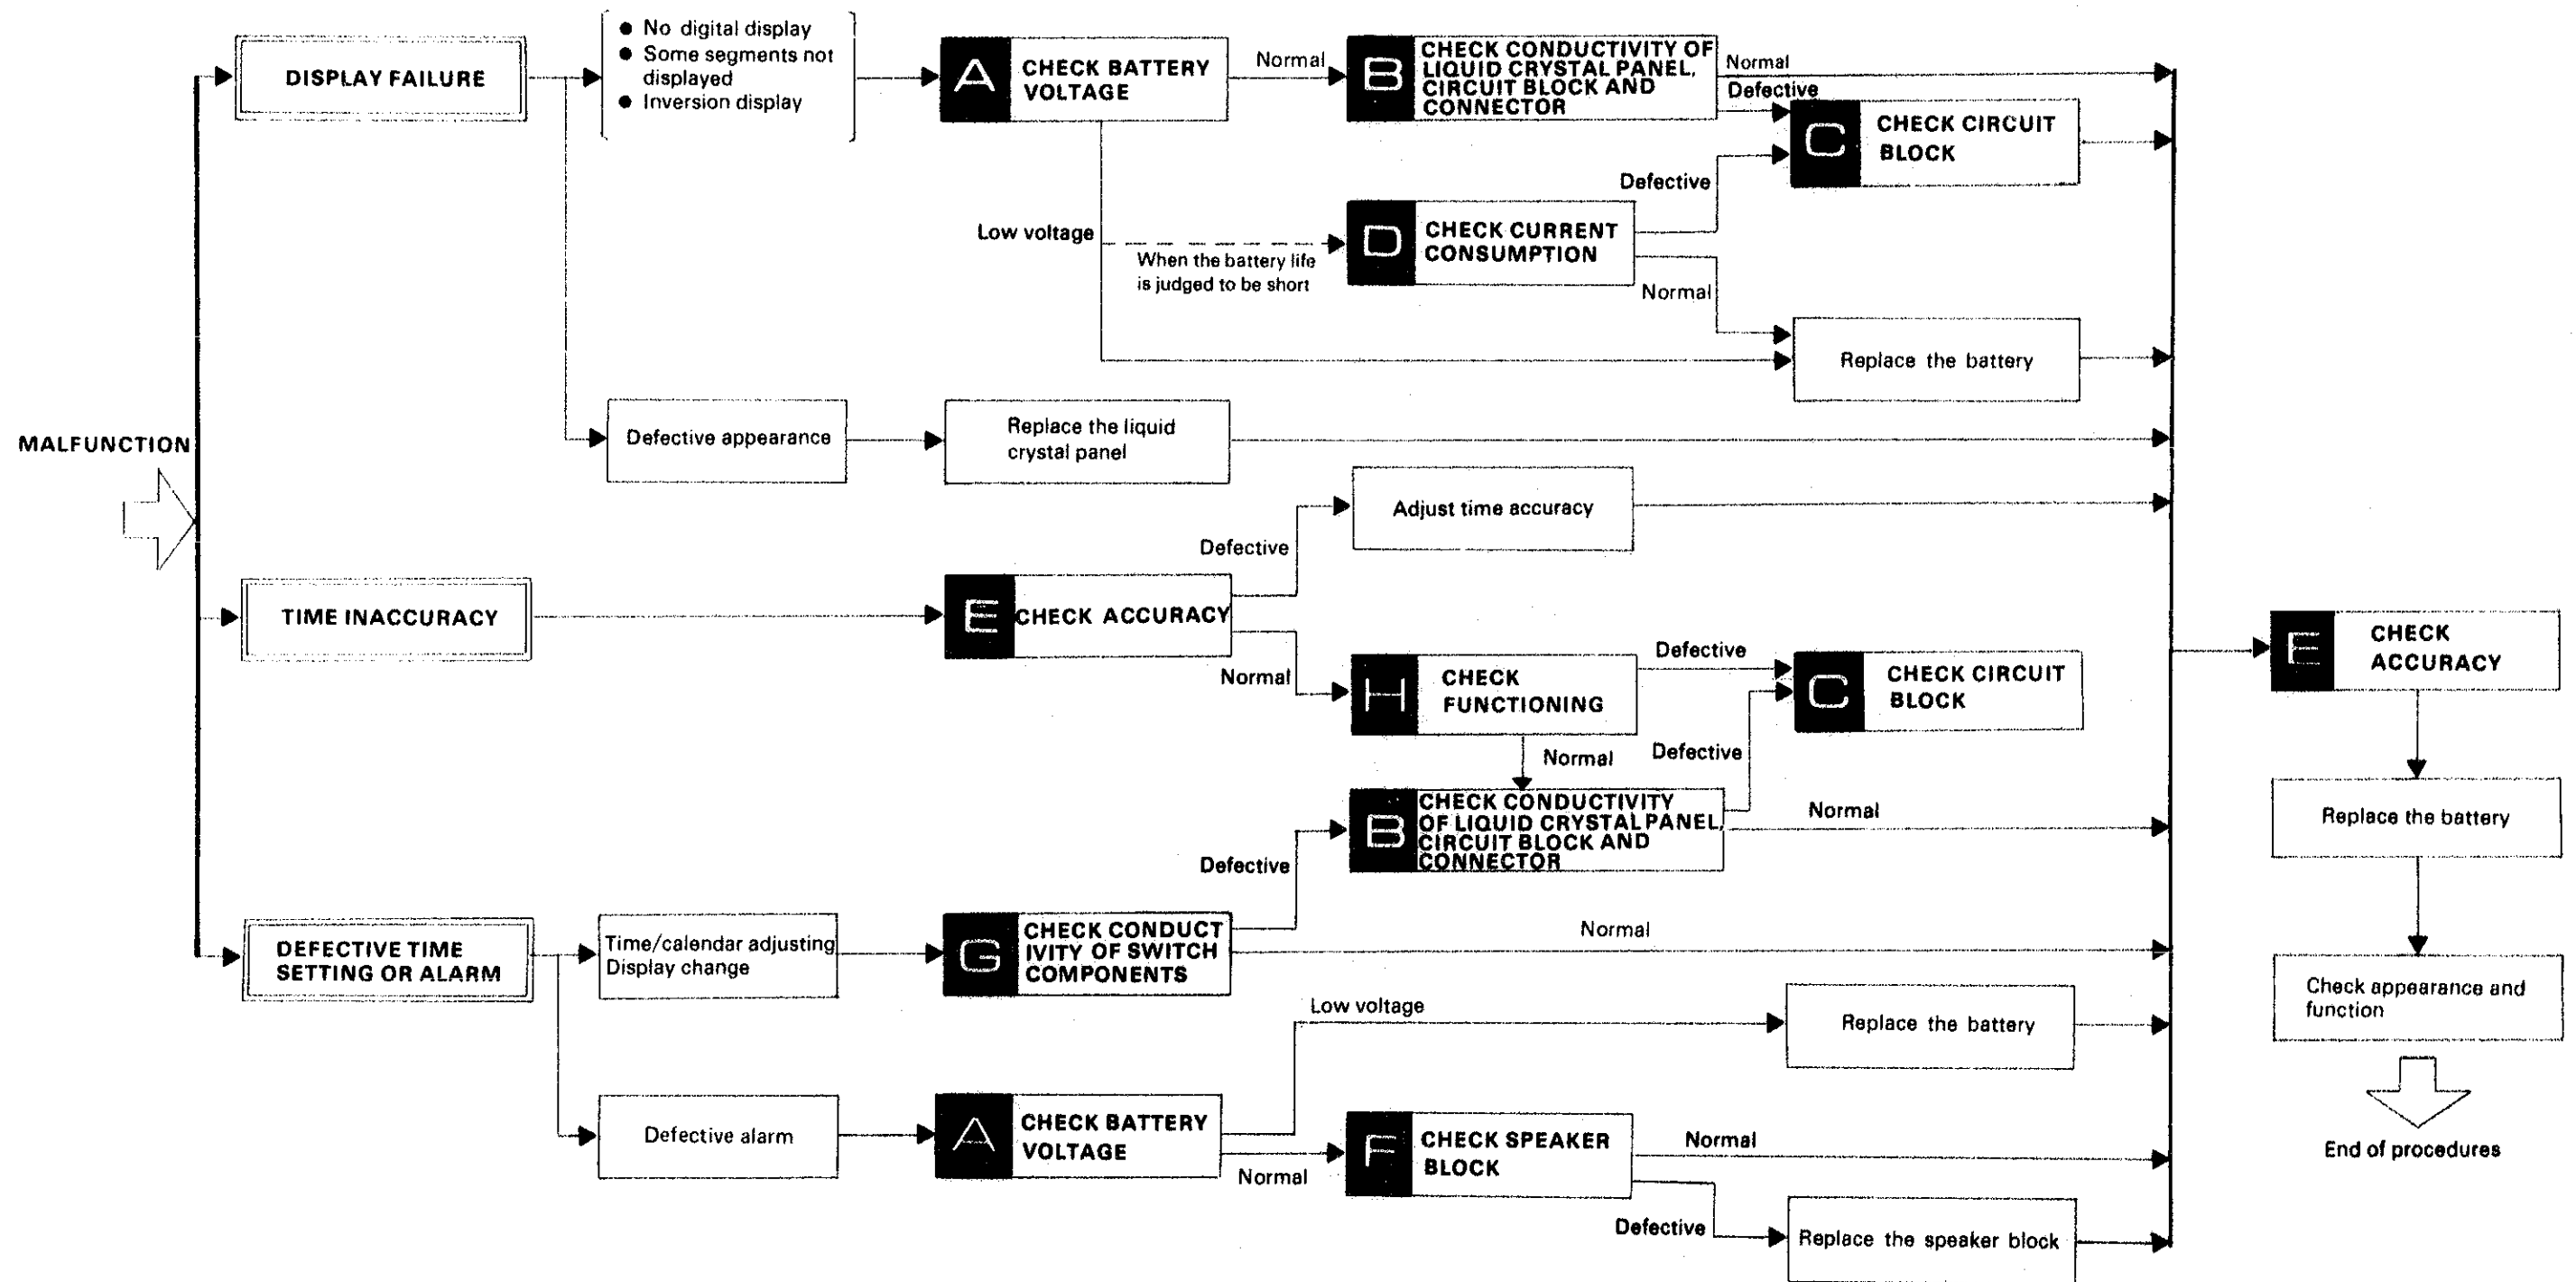 ● No digital display
● Some segments not
displayed
● Inversion display
DISPLAY FAILURE
A
CHECK BATTERY
VOLTAGE
Normal
B
CHECK CONDUCTIVITY OF
LIQUID CRYSTAL PANEL,
CIRCUIT BLOCK AND
CONNECTOR
Normal
Defective
C
CHECK CIRCUIT
BLOCK
Defective
Low voltage
When the battery life
is judged to be short
D
CHECK CURRENT
CONSUMPTION
Normal
Replace the battery
MALFUNCTION
Defective appearance
Replace the liquid
crystal panel
Adjust time accuracy
Defective
TIME INACCURACY
E
CHECK ACCURACY
Normal
H
CHECK
FUNCTIONING
Defective
C
CHECK CIRCUIT
BLOCK
E
CHECK
ACCURACY
Normal
Defective
B
CHECK CONDUCTIVITY
OF LIQUID CRYSTAL PANEL,
CIRCUIT BLOCK AND
CONNECTOR
Normal
Replace the battery
Defective
DEFECTIVE TIME
SETTING OR ALARM
Time/calendar adjusting
Display change
G
CHECK CONDUCT
IVITY OF SWITCH
COMPONENTS
Normal
Check appearance and
function
Low voltage
Replace the battery
Defective alarm
A
CHECK BATTERY
VOLTAGE
Normal
F
CHECK SPEAKER
BLOCK
Normal
End of procedures
Defective
Replace the speaker block